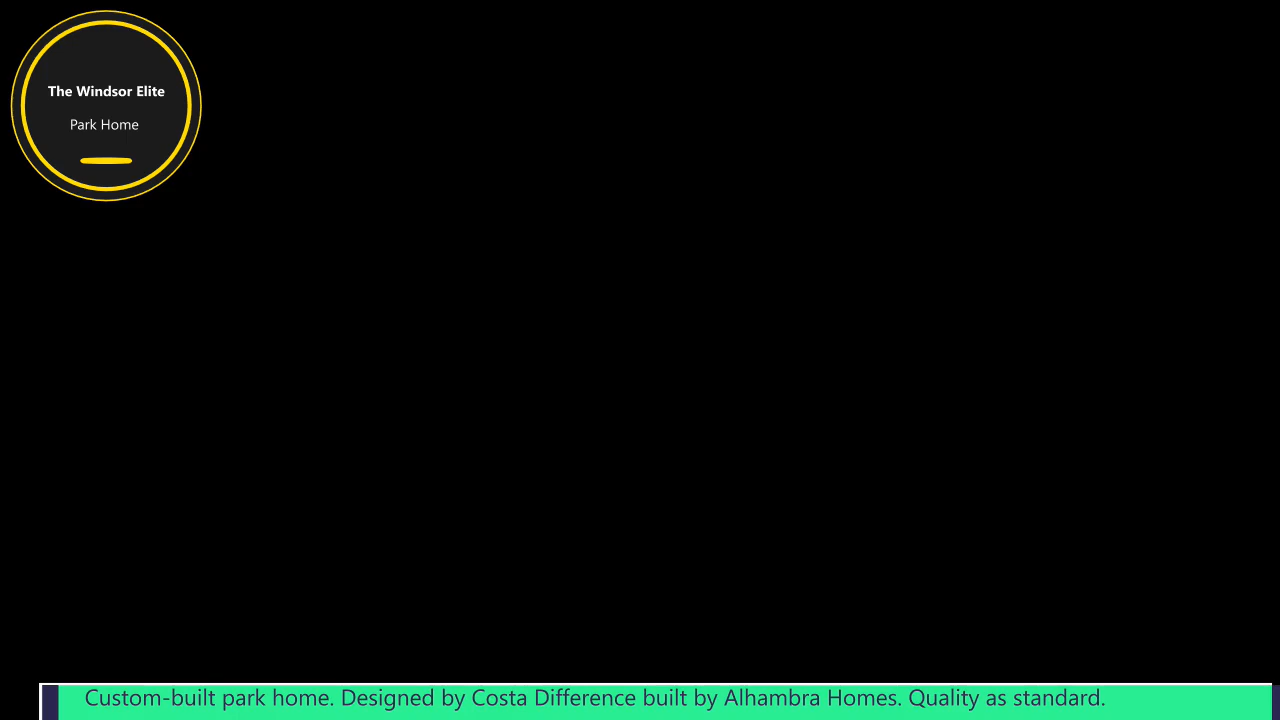 The Windsor Elite
Park Home
Custom-built park home. Designed by Costa Difference built by Alhambra Homes. Quality as standard.